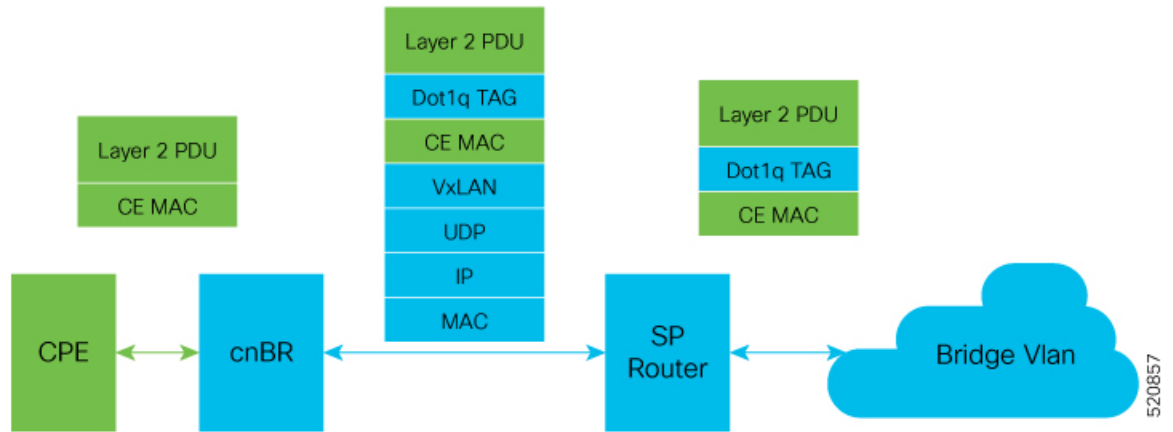 Layer 2 PDU
CE MAC
Layer 2 PDU
Dot1q TAG
CE MAC
VxLAN
UDP
IP
MAC
Layer 2 PDU
Dot1q TAG
CE MAC
CPE
cnBR
SP
Router
Bridge Vlan
520857